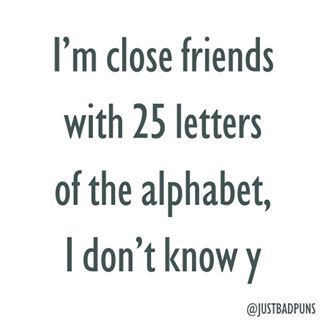 I'm close friends
with 25 letters
of the alphabet,
I don't know y
@JUSTBADPUNS